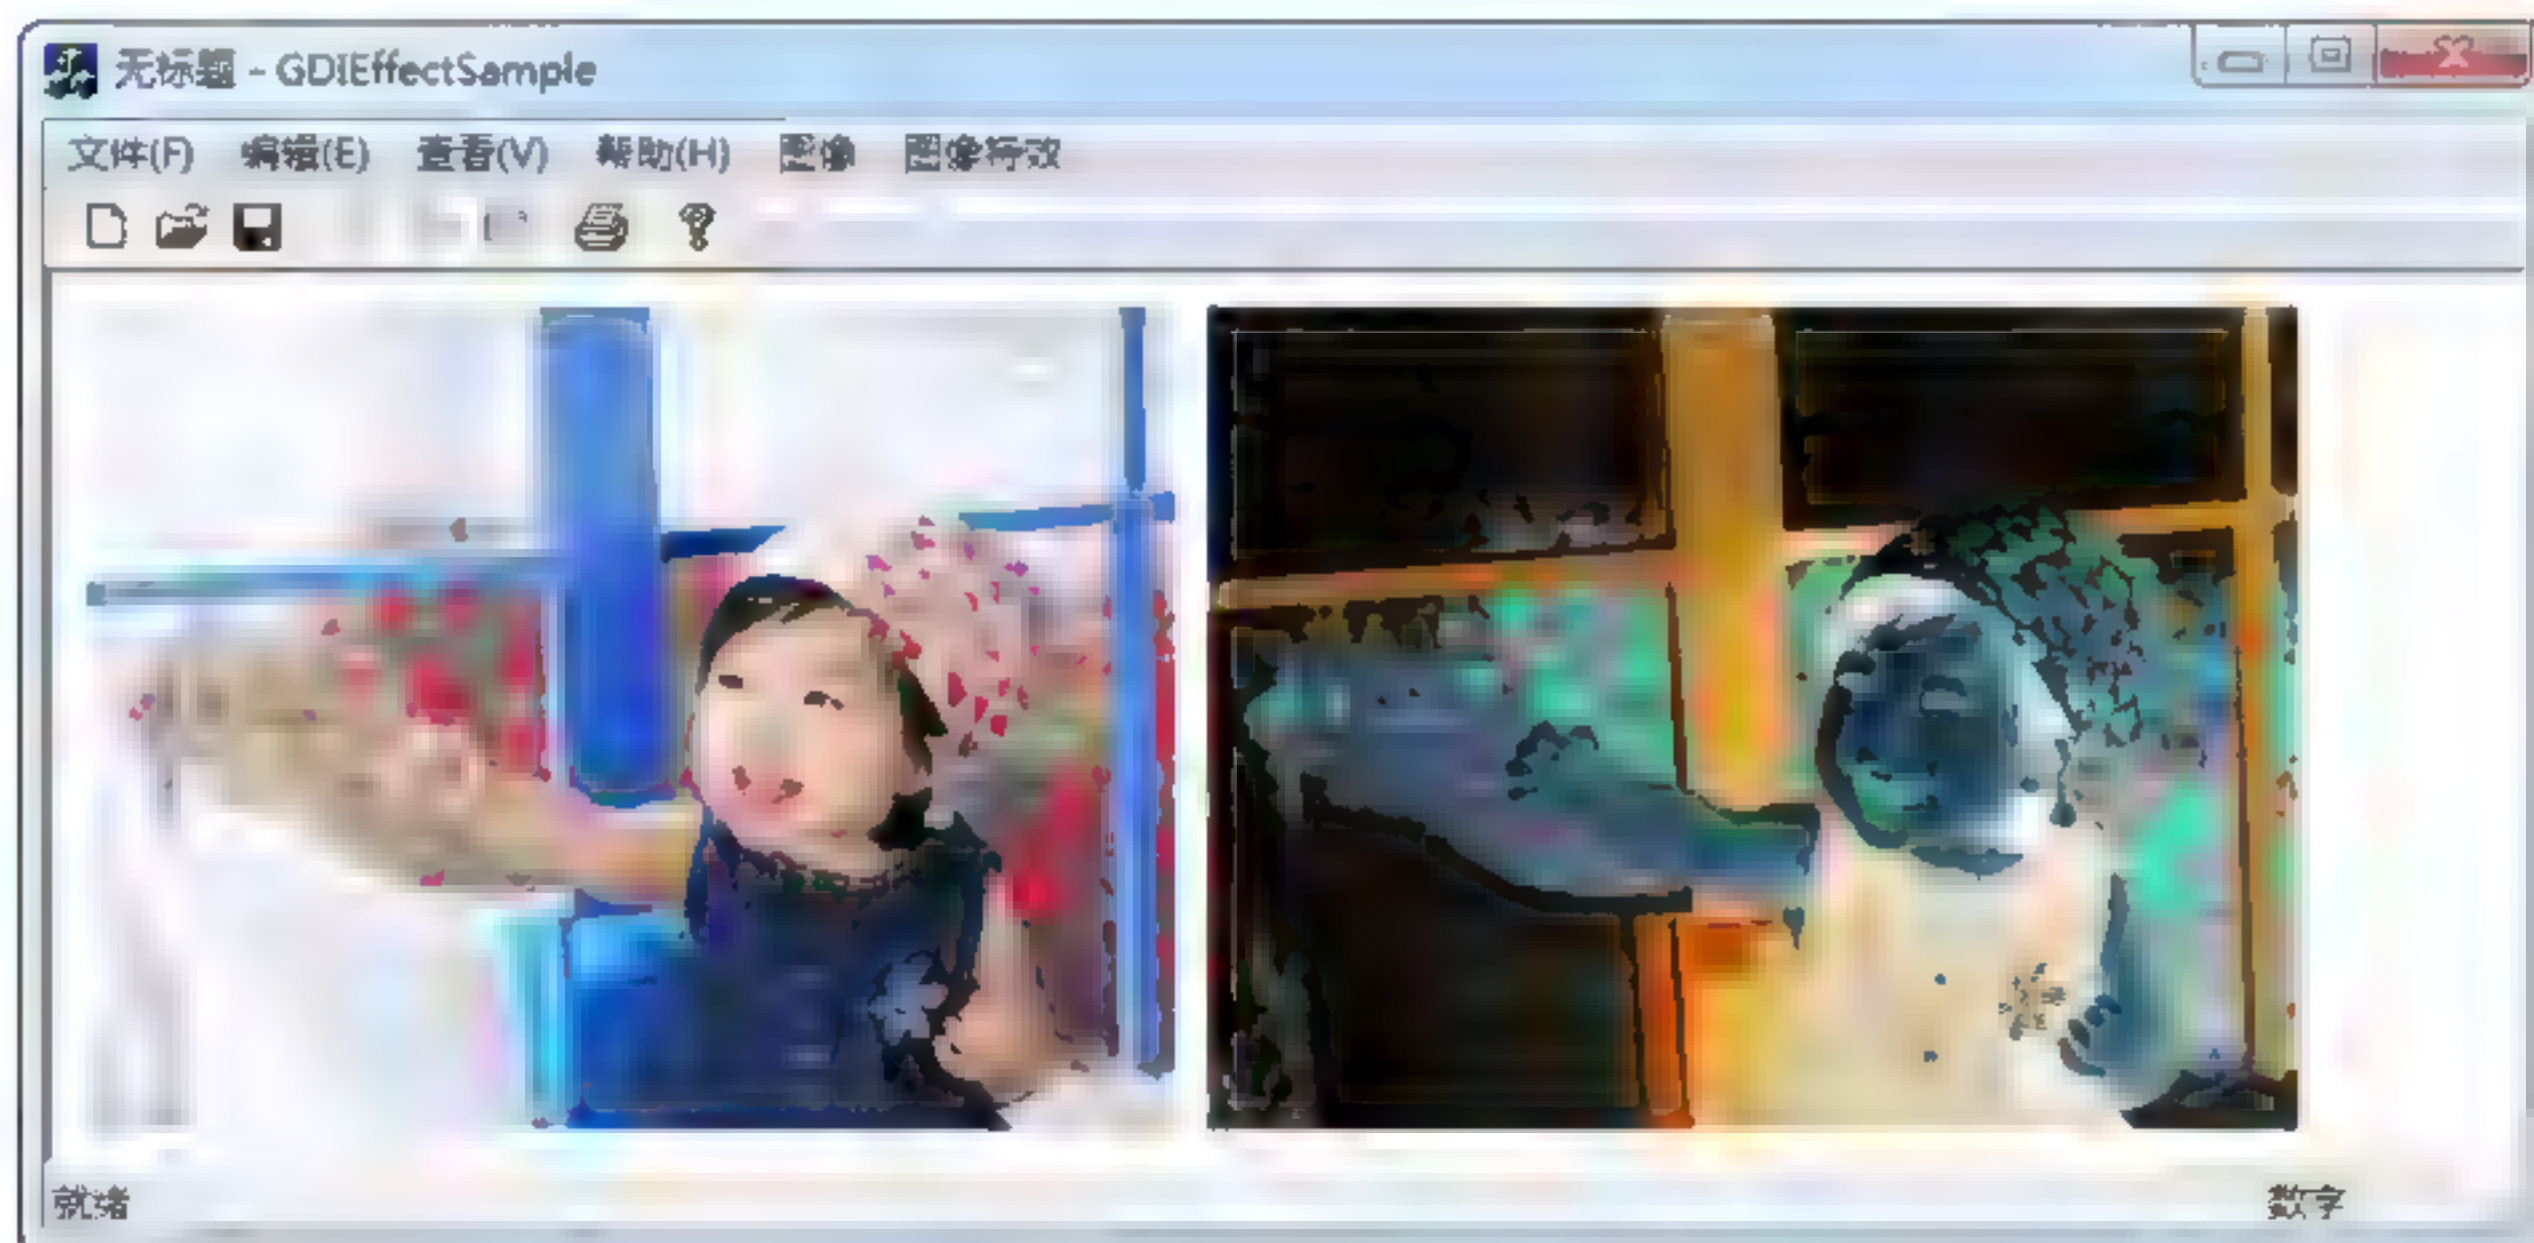 无标题 - GDIEffectSample
文件(F) 编辑(E) 查看(V) 帮助(H) 图像 图像特效
就绪
数字